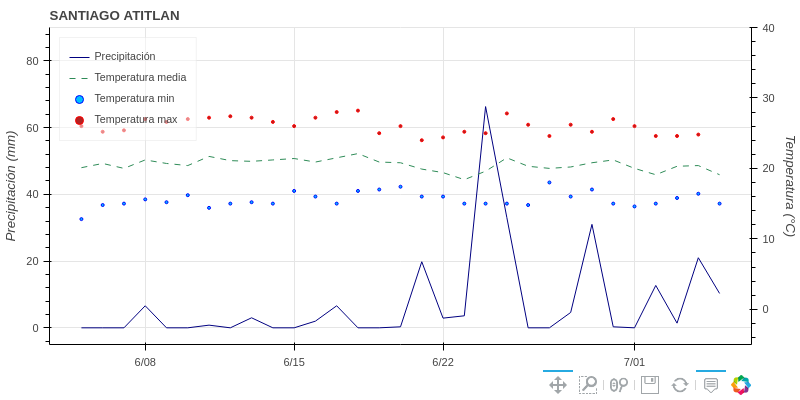 SANTIAGO ATITLAN
Precipitación
Temperatura media
Temperatura min
Temperatura max
Precipitación (mm)
80
60
40
20
0
Temperatura (°C)
40
30
20
10
0
6/08
6/15
6/22
7/01